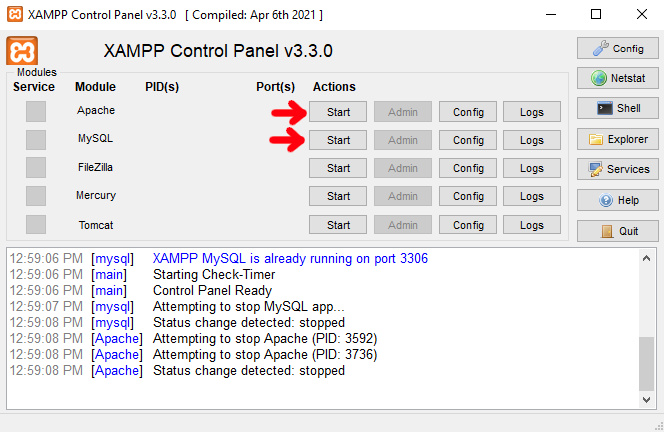 XAMPP Control Panel v3.3.0 [ Compiled: Apr 6th 2021 ]
XAMPP Control Panel v3.3.0
Config
Modules
Service Module PID(s) Port(s) Actions
Netstat
Apache Start Admin Config Logs
Shell
MySQL Start Admin Config Logs
Explorer
FileZilla Start Admin Config Logs
Services
Mercury Start Admin Config Logs
Help
Tomcat Start Admin Config Logs
Quit
12:59:06 PM [mysql] XAMPP MySQL is already running on port 3306
12:59:06 PM [main] Starting Check-Timer
12:59:06 PM [main] Control Panel Ready
12:59:07 PM [mysql] Attempting to stop MySQL app...
12:59:08 PM [mysql] Status change detected: stopped
12:59:08 PM [Apache] Attempting to stop Apache (PID: 3592)
12:59:08 PM [Apache] Attempting to stop Apache (PID: 3736)
12:59:08 PM [Apache] Status change detected: stopped